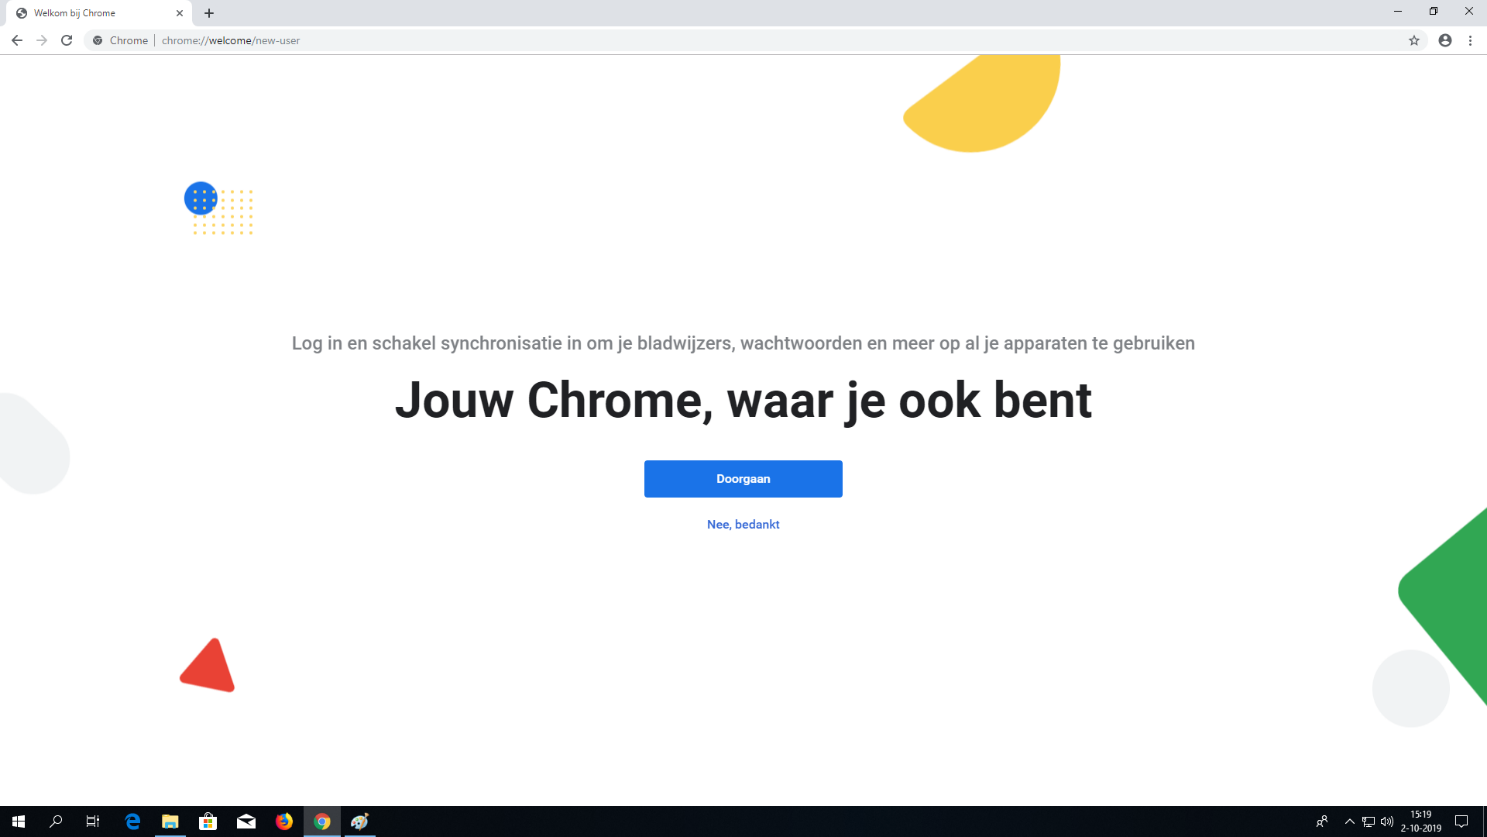 Welkom bij Chrome
Chrome | chrome://welcome/new-user
Log in en schakel synchronisatie in om je bladwijzers, wachtwoorden en meer op al je apparaten te gebruiken
Jouw Chrome, waar je ook bent
Doorgaan
Nee, bedankt
15:19
2-10-2019